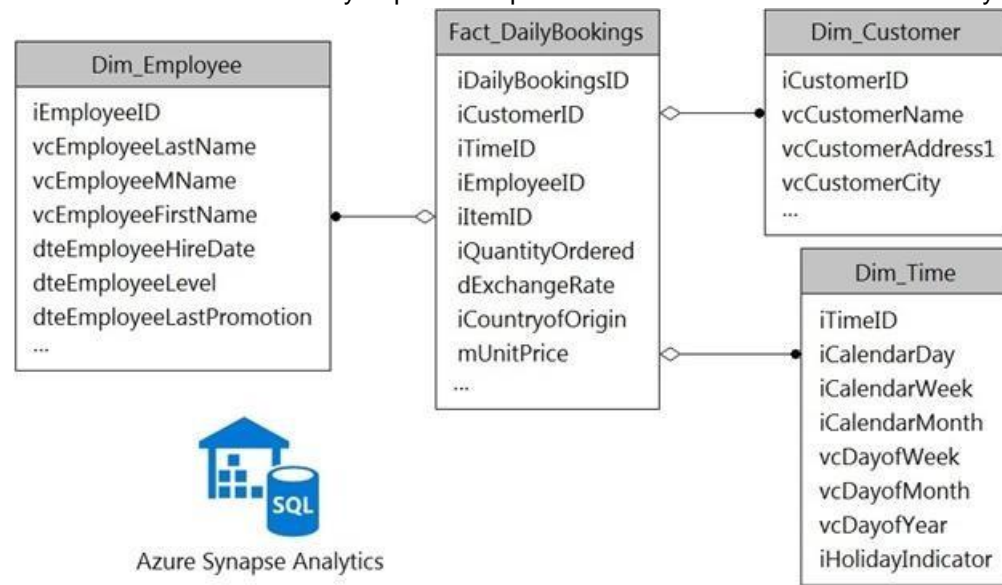 Dim_Employee
iEmployeeID
vcEmployeeLastName
vcEmployeeMName
vcEmployeeFirstName
dteEmployeeHireDate
dteEmployeeLevel
dteEmployeeLastPromotion
...
Fact_DailyBookings
iDailyBookingsID
iCustomerID
iTimeID
iEmployeeID
iItemID
iQuantityOrdered
dExchangeRate
iCountryofOrigin
mUnitPrice
...
Dim_Customer
iCustomerID
vcCustomerName
vcCustomerAddress1
vcCustomerCity
...
Dim_Time
iTimeID
iCalendarDay
iCalendarWeek
iCalendarMonth
vcDayofWeek
vcDayofMonth
vcDayofYear
iHolidayIndicator
SQL
Azure Synapse Analytics